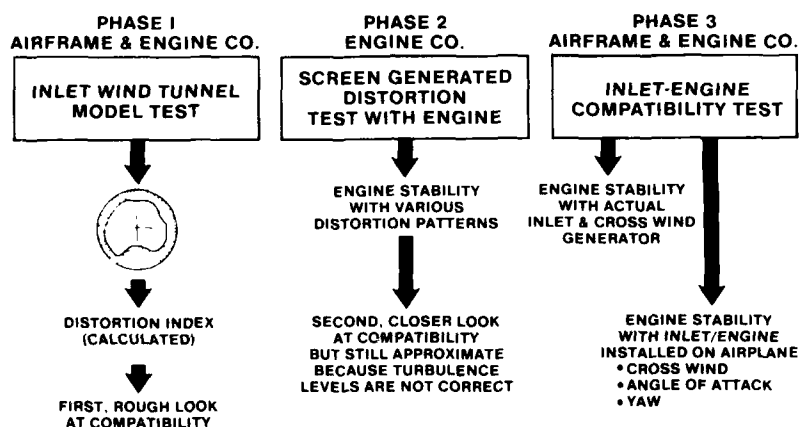 PHASE I
AIRFRAME & ENGINE CO.
INLET WIND TUNNEL
MODEL TEST
DISTORTION INDEX
(CALCULATED)
FIRST, ROUGH LOOK
AT COMPATIBILITY
PHASE 2
ENGINE CO.
SCREEN GENERATED
DISTORTION
TEST WITH ENGINE
ENGINE STABILITY
WITH VARIOUS
DISTORTION PATTERNS
SECOND, CLOSER LOOK
AT COMPATIBILITY
BUT STILL APPROXIMATE
BECAUSE TURBULENCE
LEVELS ARE NOT CORRECT
PHASE 3
AIRFRAME & ENGINE CO.
INLET-ENGINE
COMPATIBILITY TEST
ENGINE STABILITY
WITH ACTUAL
INLET & CROSS WIND
GENERATOR
ENGINE STABILITY
WITH INLET/ENGINE
INSTALLED ON AIRPLANE
• CROSS WIND
• ANGLE OF ATTACK
• YAW